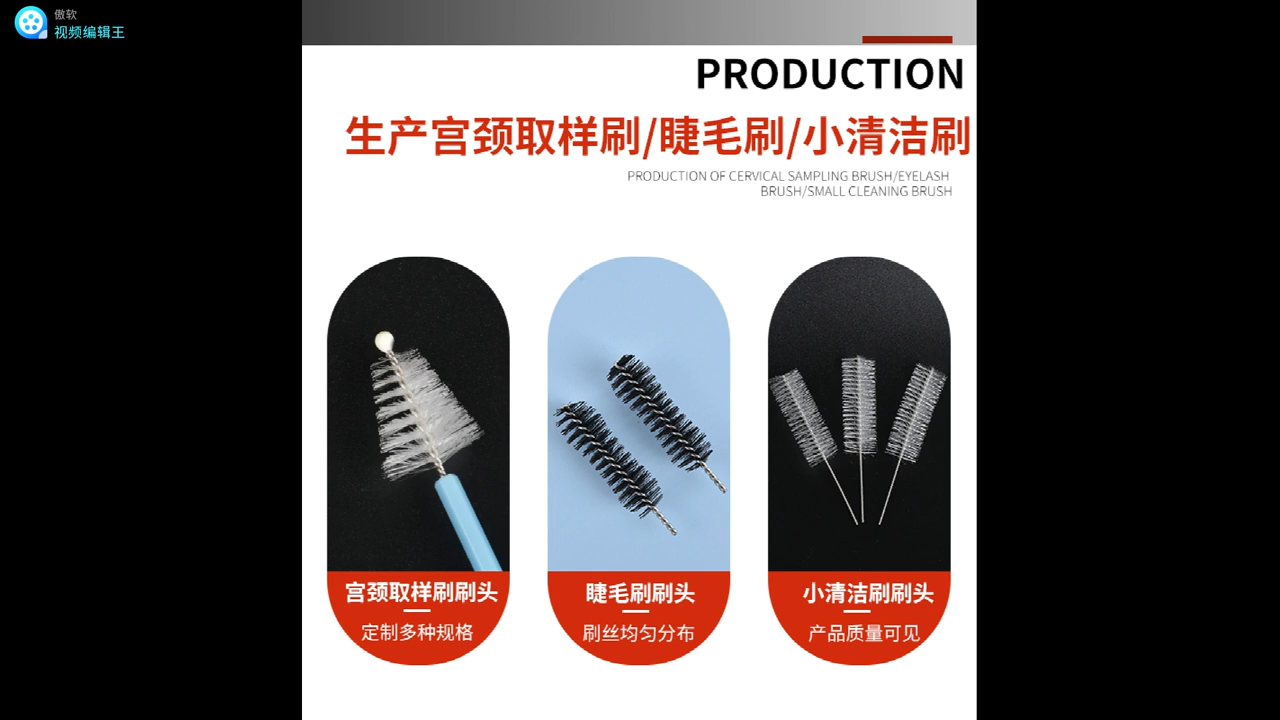 傲软
视频编辑王
PRODUCTION
生产宫颈取样刷/睫毛刷/小清洁刷
PRODUCTION OF CERVICAL SAMPLING BRUSH/EYELASH
BRUSH/SMALL CLEANING BRUSH
宫颈取样刷刷头
定制多种规格
睫毛刷刷头
刷丝均匀分布
小清洁刷刷头
产品质量可见